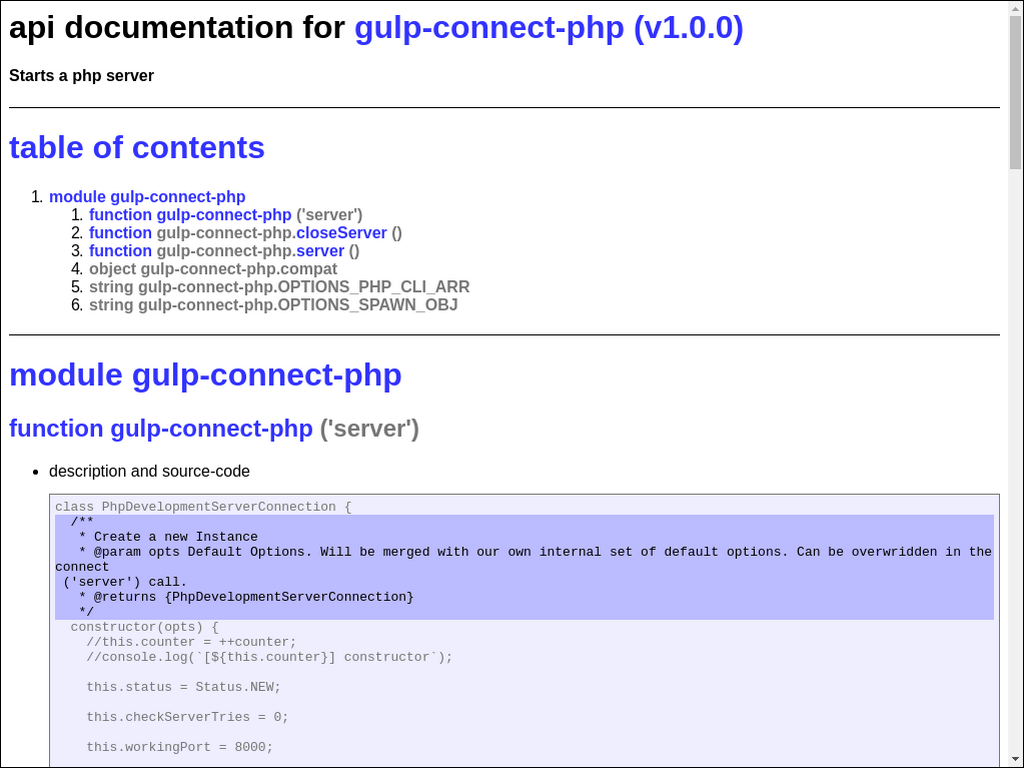 api documentation for gulp-connect-php (v1.0.0)
Starts a php server
table of contents
1. module gulp-connect-php
1. function gulp-connect-php ('server')
2. function gulp-connect-php.closeServer ()
3. function gulp-connect-php.server ()
4. object gulp-connect-php.compat
5. string gulp-connect-php.OPTIONS_PHP_CLI_ARR
6. string gulp-connect-php.OPTIONS_SPAWN_OBJ
module gulp-connect-php
function gulp-connect-php ('server')
• description and source-code
class PhpDevelopmentServerConnection {
  /**
   * Create a new Instance
   * @param opts Default Options. Will be merged with our own internal set of default options. Can be overwridden in the
connect
 ('server') call.
   * @returns {PhpDevelopmentServerConnection}
   */
  constructor(opts) {
    //this.counter = ++counter;
    //console.log(`[${this.counter}] constructor`);
    this.status = Status.NEW;
    this.checkServerTries = 0;
    this.workingPort = 8000;